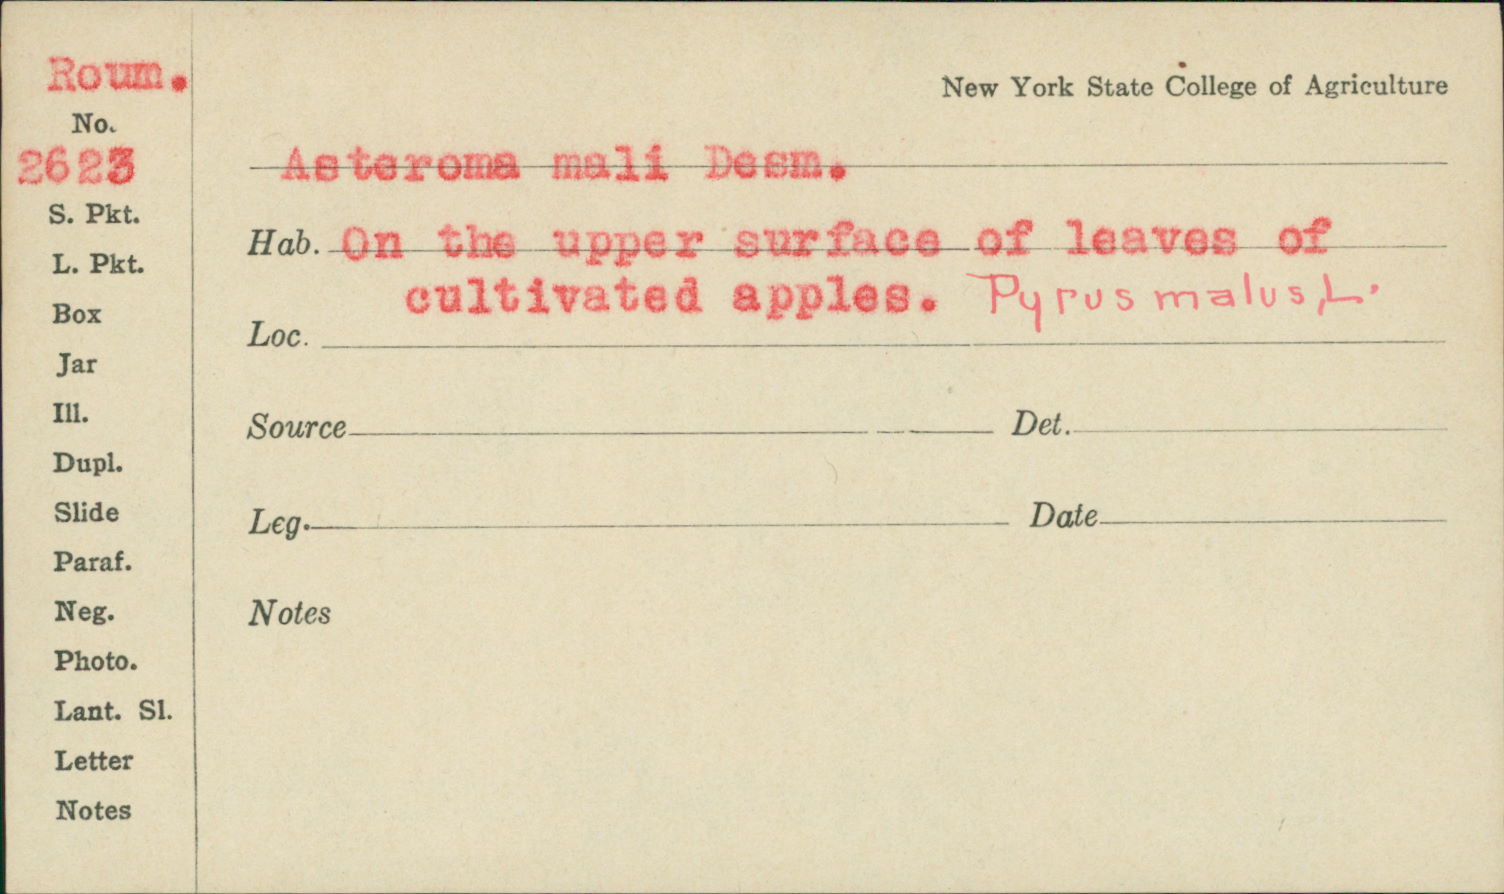 Roum.
No.
2623
S. Pkt.
L. Pkt.
Box
Jar
Ill.
Dupl.
Slide
Paraf.
Neg.
Photo.
Lant. Sl.
Letter
Notes
New York State College of Agriculture
Asteroma mali Desm.
Hab. On the upper surface of leaves of
cultivated apples. Pyrus malus, L.
Loc.
Source Det.
Leg. Date
Notes